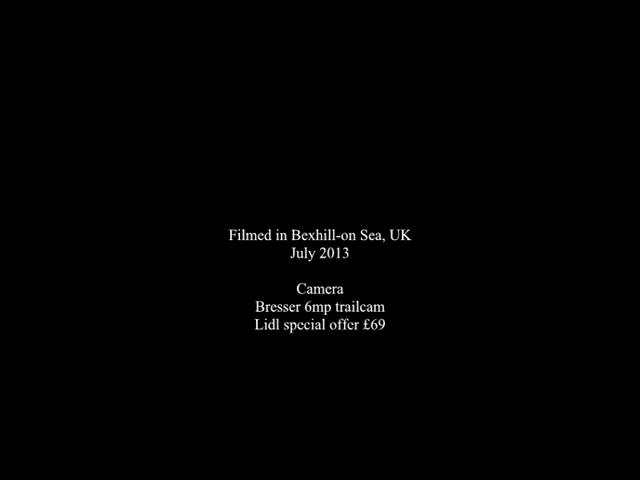 Filmed in Bexhill-on Sea, UK
July 2013
Camera
Bresser 6mp trailcam
Lidl special offer £69